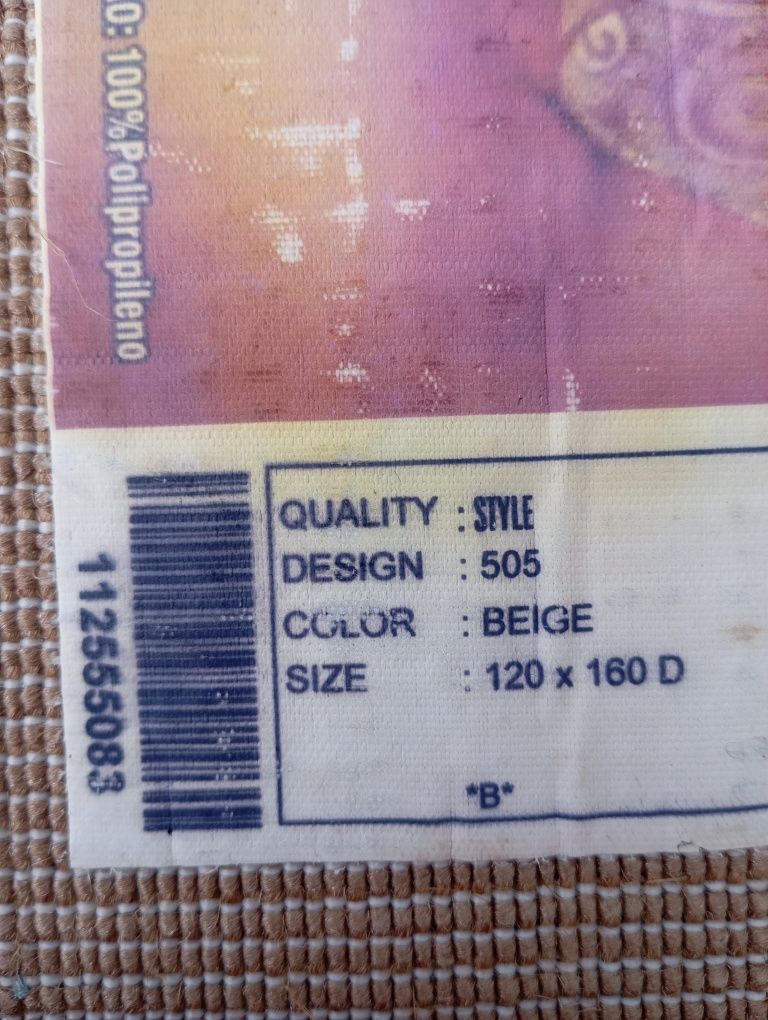 O: 100%Polipropileno
QUALITY : STYLE
DESIGN : 505
COLOR : BEIGE
SIZE : 120 x 160 D
*B*
112555083